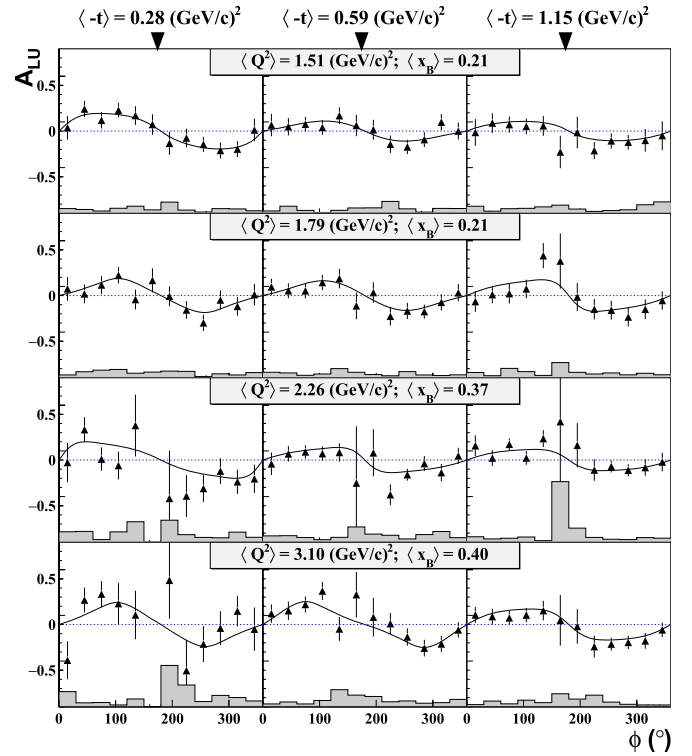 ⟨ -t⟩ = 0.28 (GeV/c)² ⟨ -t⟩ = 0.59 (GeV/c)² ⟨ -t⟩ = 1.15 (GeV/c)²
A_LU
⟨ Q²⟩ = 1.51 (GeV/c)²; ⟨ x_B⟩ = 0.21
0.5
0
−0.5
⟨ Q²⟩ = 1.79 (GeV/c)²; ⟨ x_B⟩ = 0.21
0.5
0
−0.5
⟨ Q²⟩ = 2.26 (GeV/c)²; ⟨ x_B⟩ = 0.37
0.5
0
−0.5
⟨ Q²⟩ = 3.10 (GeV/c)²; ⟨ x_B⟩ = 0.40
0.5
0
−0.5
0 100 200 300 0 100 200 300 0 100 200 300
ϕ (°)